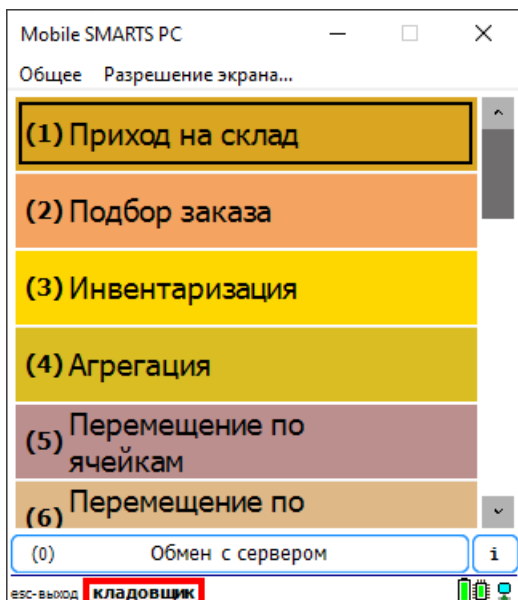 Mobile SMARTS PC
Общее Разрешение экрана...
(1) Приход на склад
(2) Подбор заказа
(3) Инвентаризация
(4) Агрегация
(5) Перемещение по
ячейкам
(6) Перемещение по
(0) Обмен с сервером i
esc-выход кладовщик